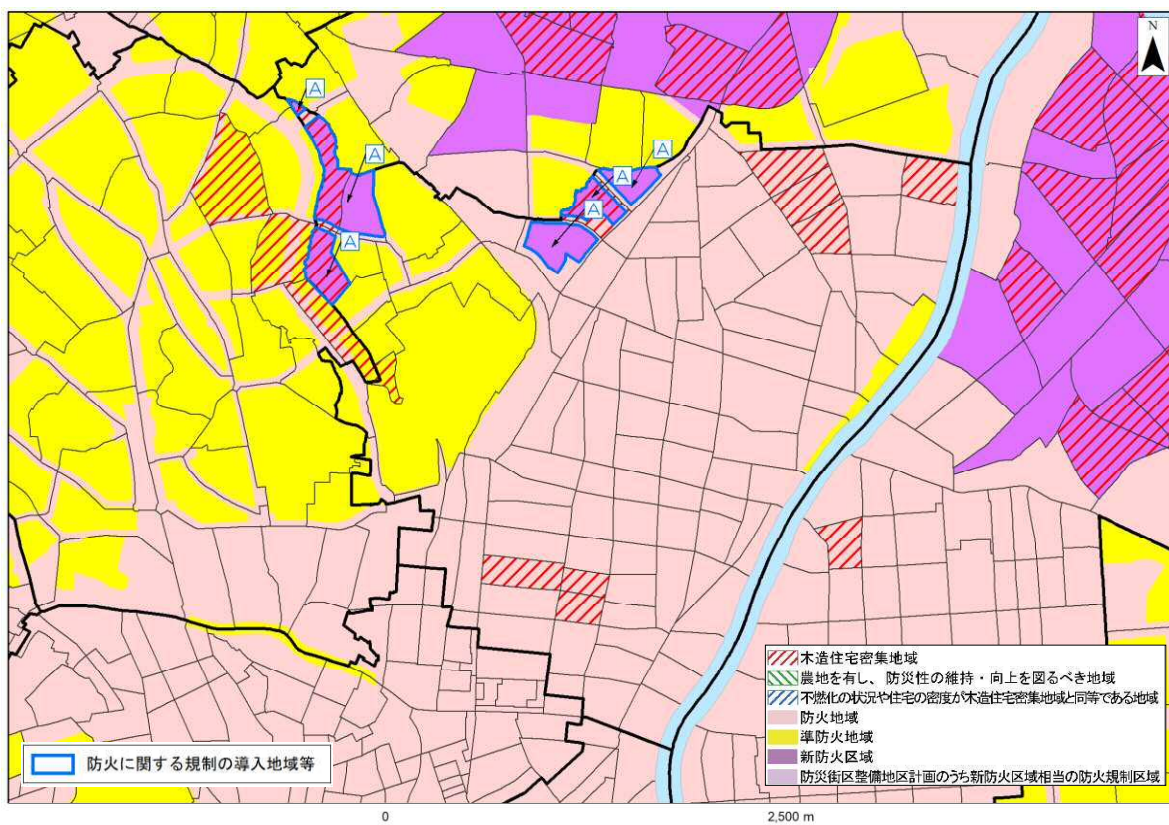 N
A
A
A
A
A
A
木造住宅密集地域
農地を有し、防災性の維持・向上を図るべき地域
不燃化の状況や住宅の密度が木造住宅密集地域と同等である地域
防火地域
準防火地域
新防火区域
防災街区整備地区計画のうち新防火区域相当の防火規制区域
防火に関する規制の導入地域等
0
2,500 m